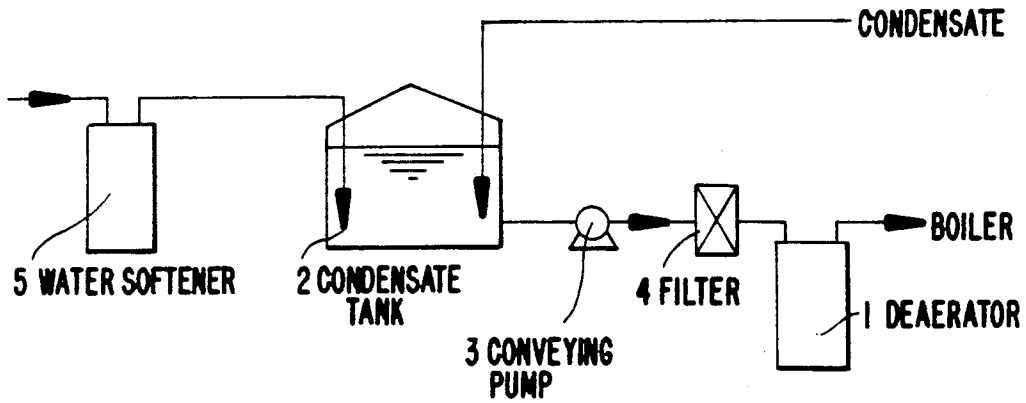 CONDENSATE
BOILER
5 WATER SOFTENER
2 CONDENSATE
TANK
4 FILTER
1 DEAERATOR
3 CONVEYING
PUMP